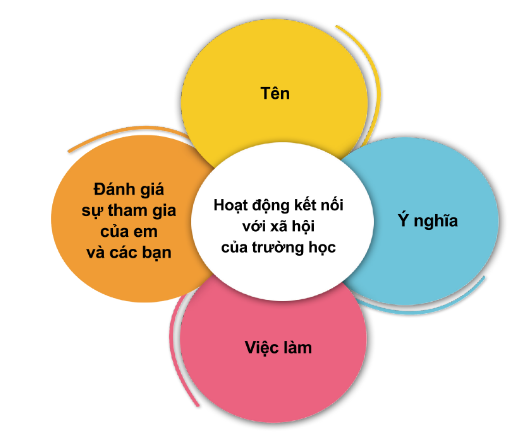 Tên
Đánh giá
sự tham gia
của em
và các bạn
Hoạt động kết nối
với xã hội
của trường học
Ý nghĩa
Việc làm